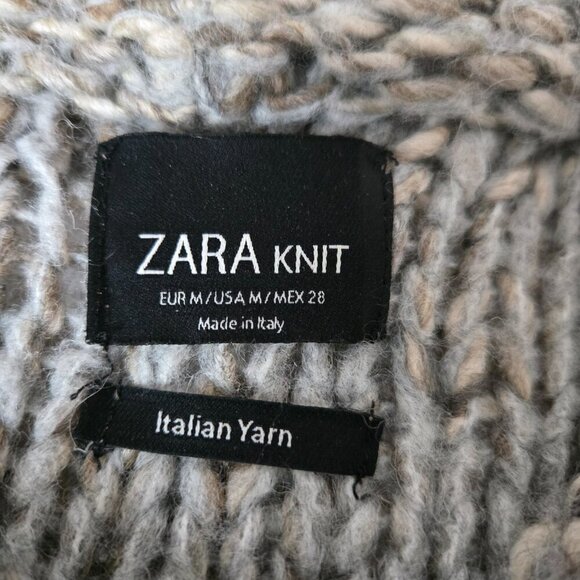 ZARA KNIT
EUR M / USA M / MEX 28
Made in Italy
Italian Yarn